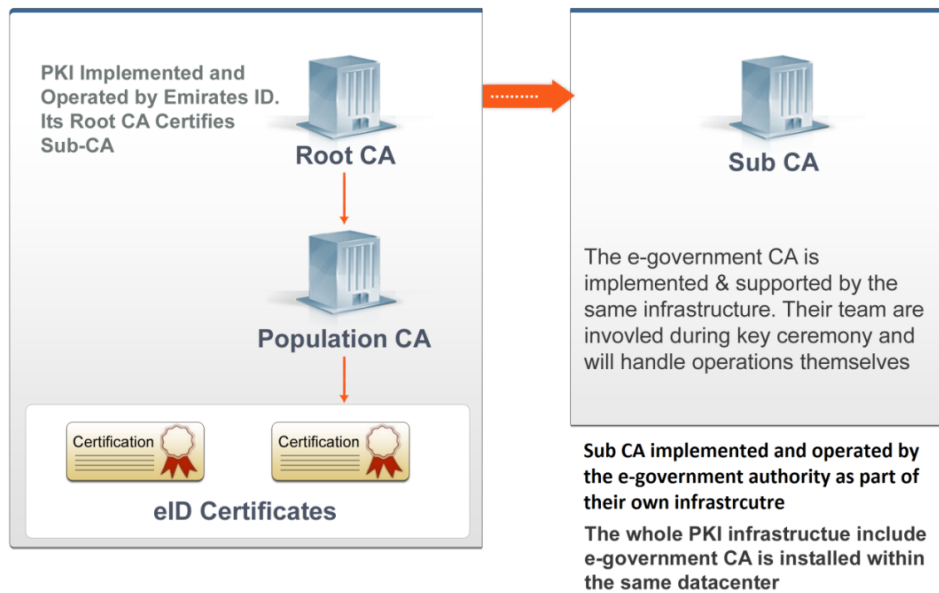 PKI Implemented and
Operated by Emirates ID.
Its Root CA Certifies
Sub-CA
Root CA
Population CA
Certification
Certification
eID Certificates
Sub CA
The e-government CA is
implemented & supported by the
same infrastructure. Their team are
invovled during key ceremony and
will handle operations themselves
Sub CA implemented and operated by
the e-government authority as part of
their own infrastrcutre
The whole PKI infrastructue include
e-government CA is installed within
the same datacenter